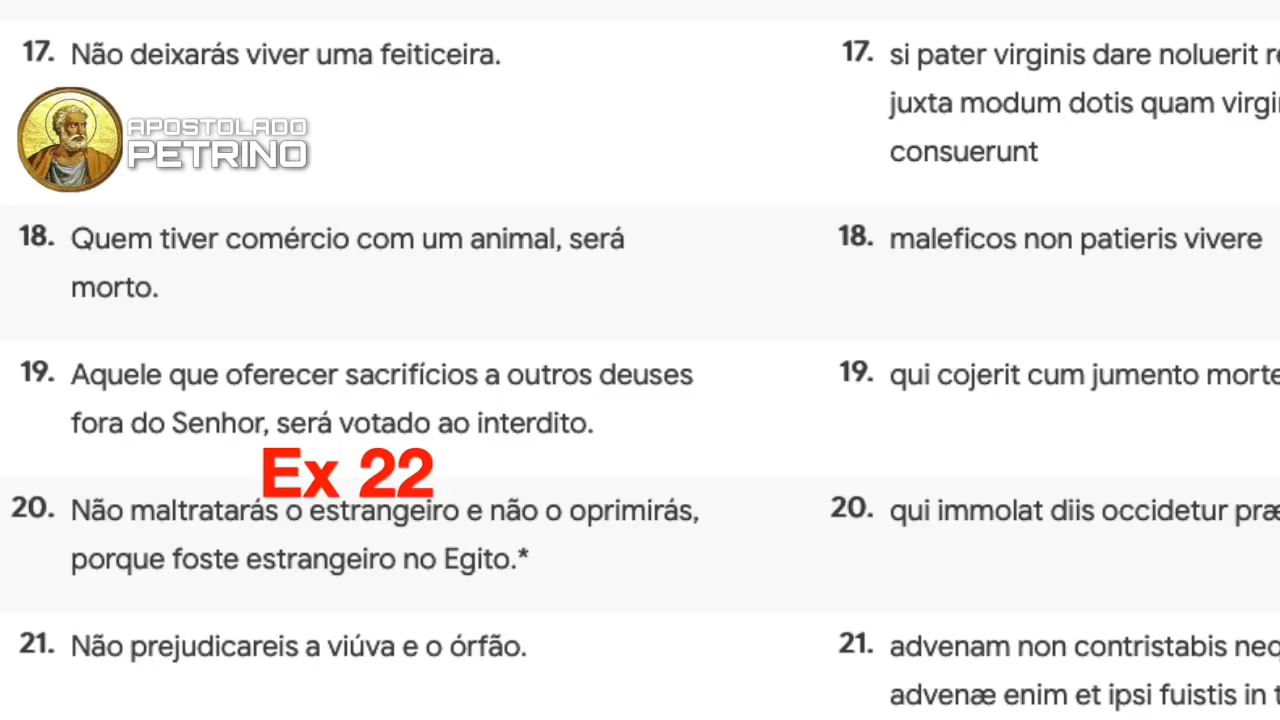 17. Não deixarás viver uma feiticeira.
APOSTOLADO
PETRINO
18. Quem tiver comércio com um animal, será
morto.
19. Aquele que oferecer sacrifícios a outros deuses
fora do Senhor, será votado ao interdito.
Ex 22
20. Não maltratarás o estrangeiro e não o oprimirás,
porque foste estrangeiro no Egito.*
21. Não prejudicareis a viúva e o órfão.
17. si pater virginis dare noluerit
juxta modum dotis quam
consuerunt
18. maleficos non patieris vivere
19. qui cojerit cum jumento
20. qui immolat diis occidetur
21. advenam non contristabis
advenæ enim et ipsi fuistis in